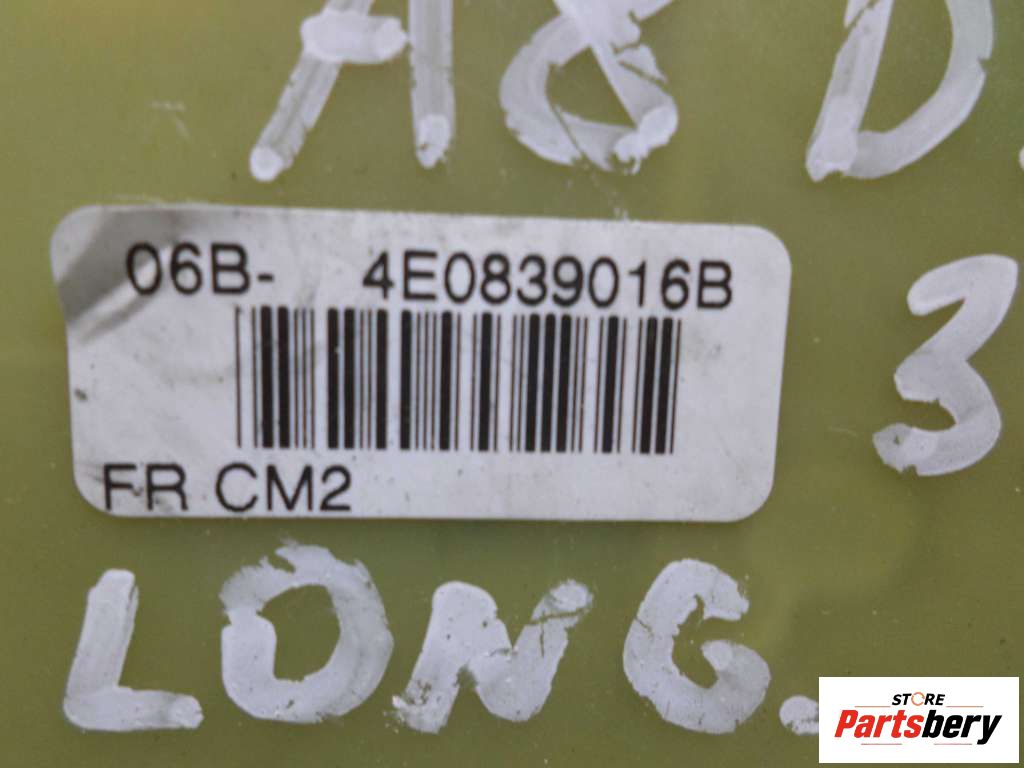 A8 D
06B- 4E0839016B
3
FR CM2
LONG.
STORE
Partsbery